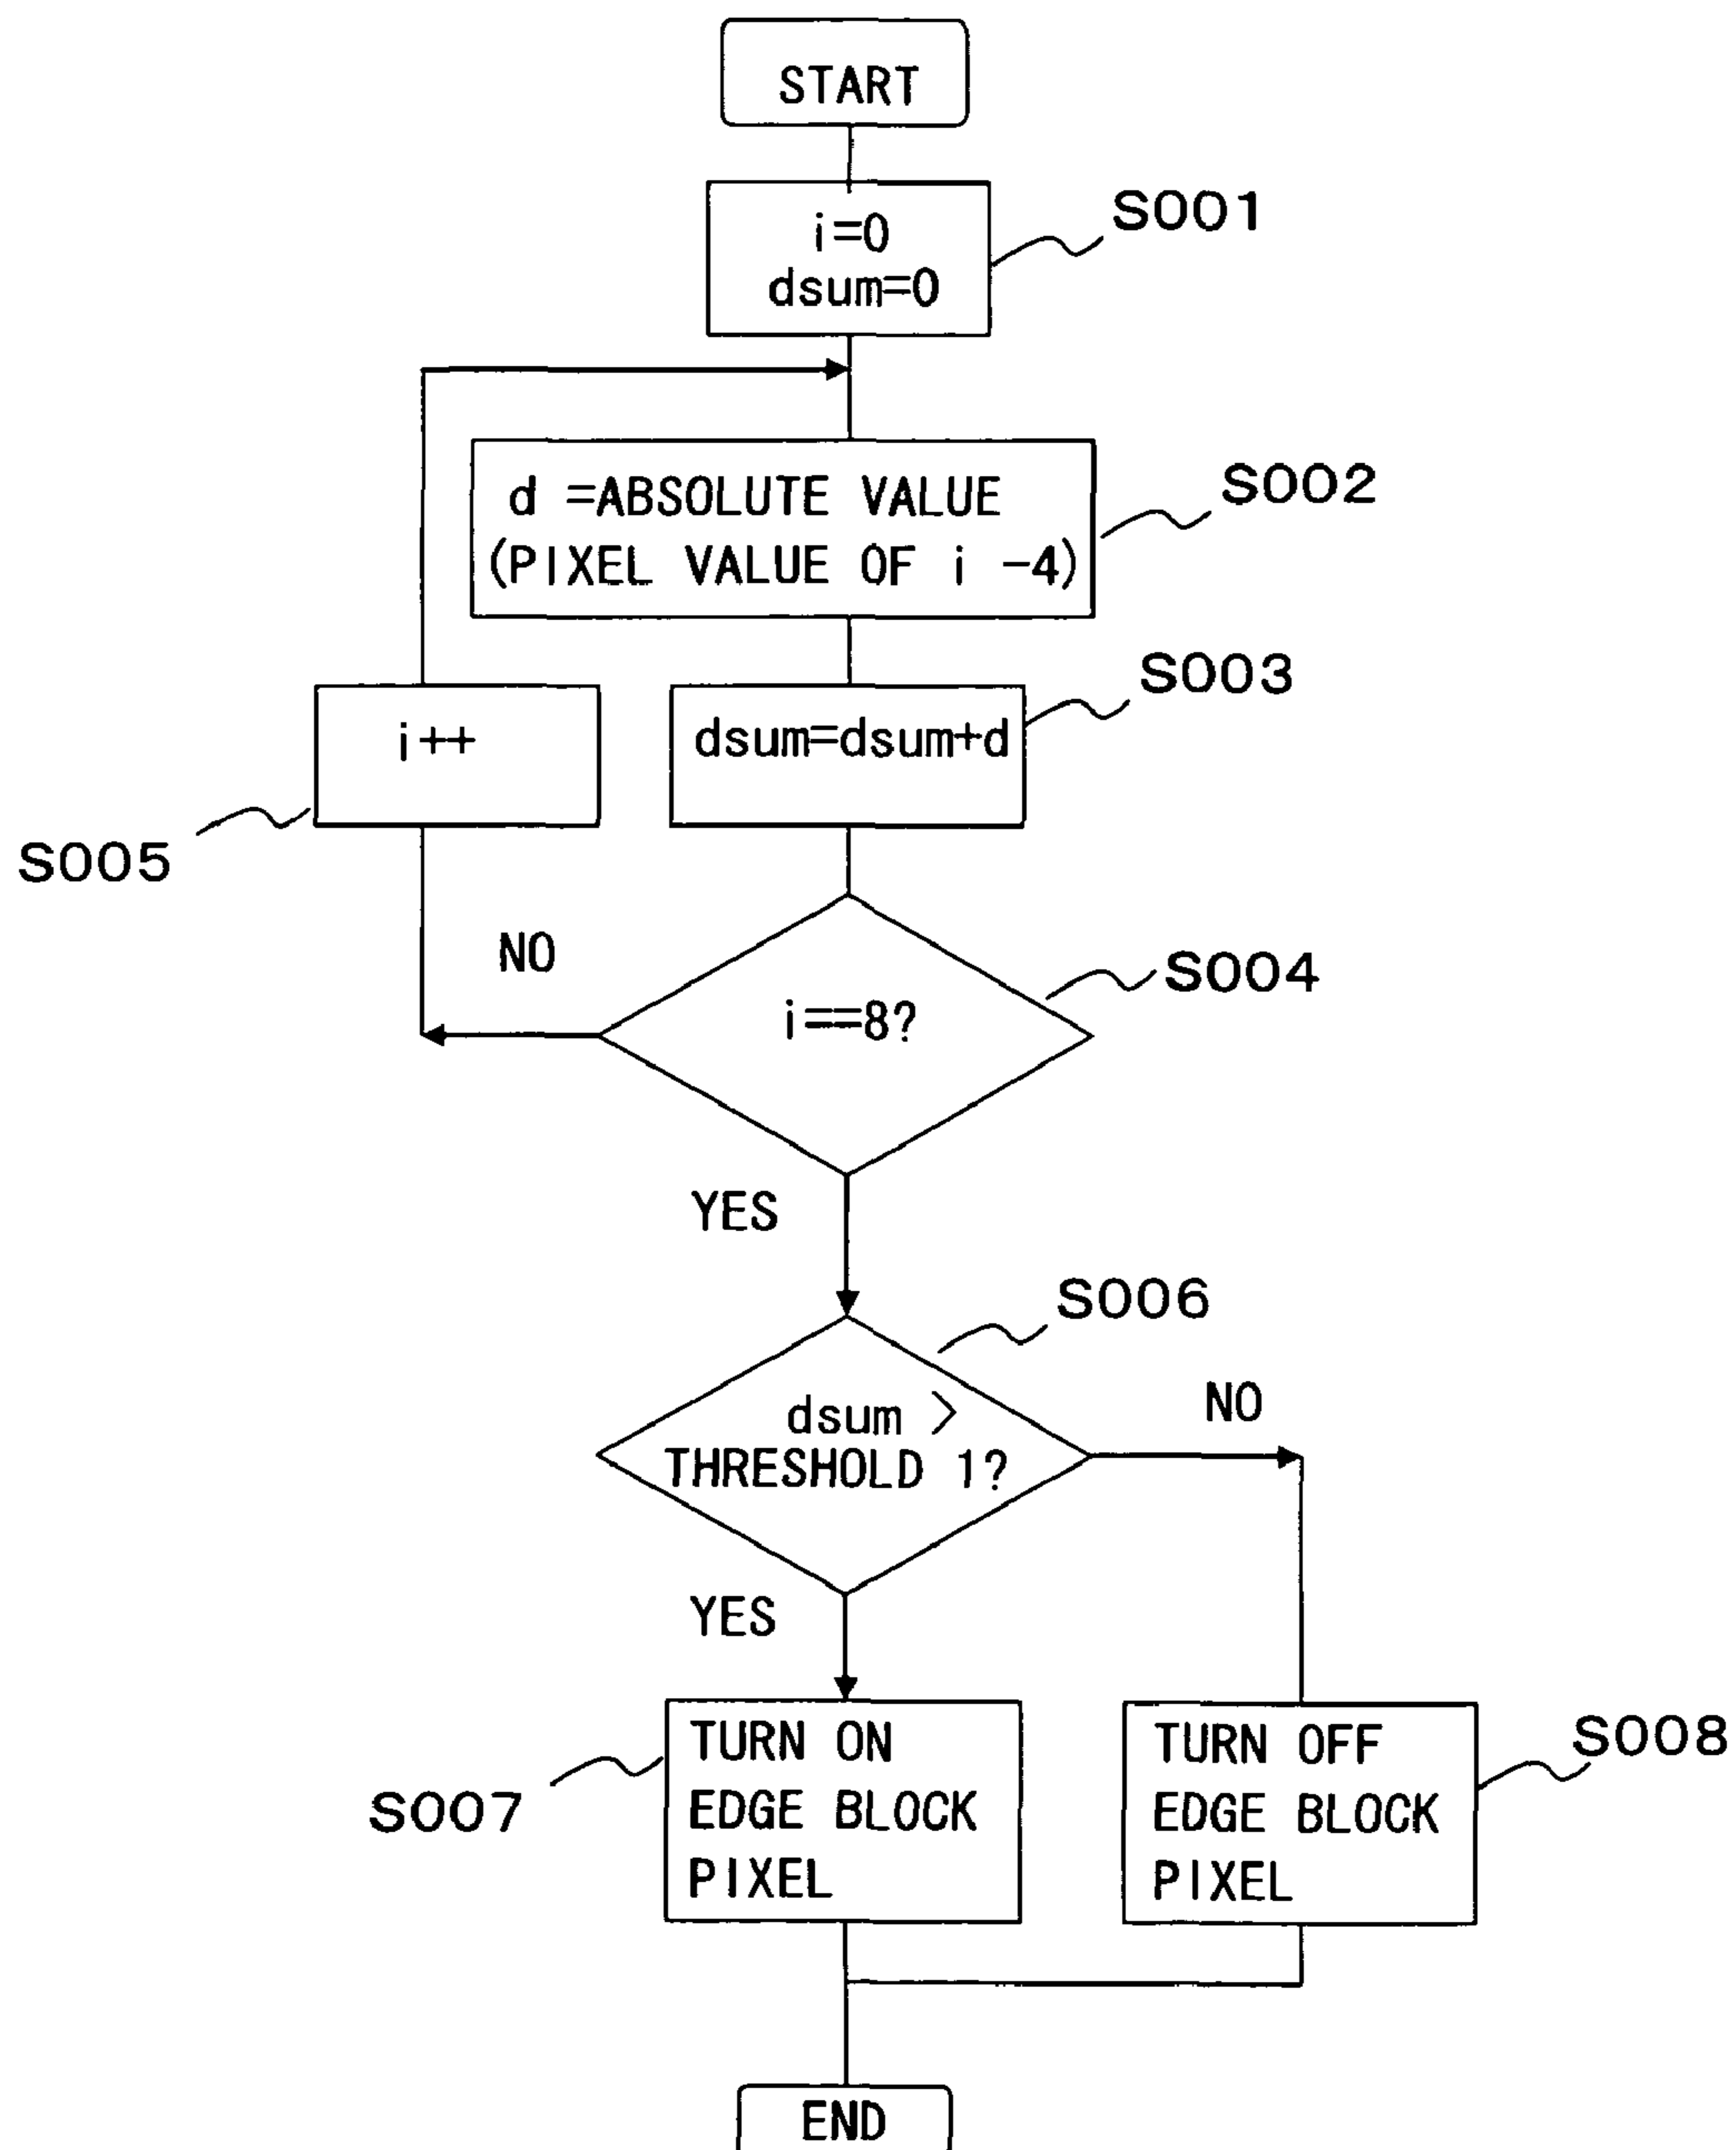 START
i=0
dsum=0
S001
d =ABSOLUTE VALUE
(PIXEL VALUE OF i -4)
S002
i++
S005
dsum=dsum+d
S003
NO
i==8?
S004
YES
dsum >
THRESHOLD 1?
S006
NO
YES
TURN ON
EDGE BLOCK
PIXEL
S007
TURN OFF
EDGE BLOCK
PIXEL
S008
END